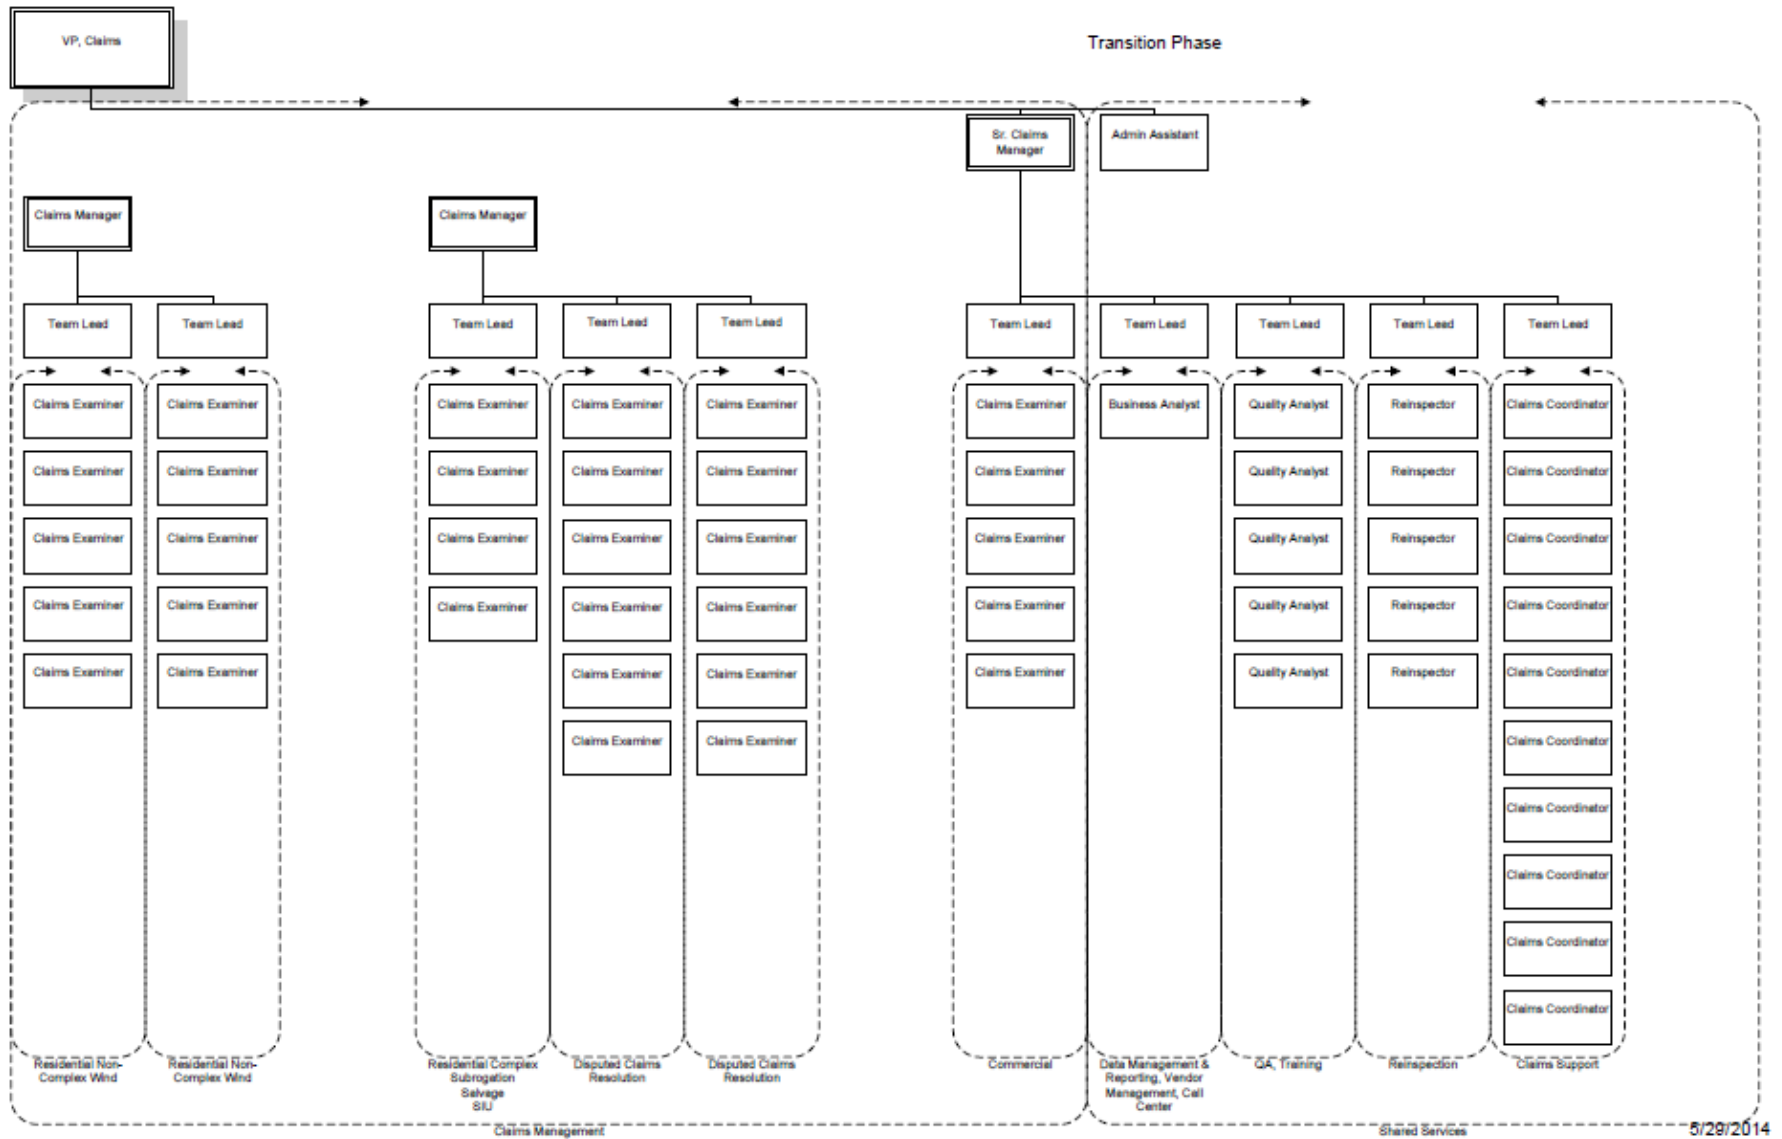 VP, Claims
Transition Phase
Sr. Claims
Manager
Admin Assistant
Claims Manager
Claims Manager
Team Lead
Team Lead
Team Lead
Team Lead
Team Lead
Team Lead
Team Lead
Team Lead
Team Lead
Team Lead
Claims Examiner
Claims Examiner
Claims Examiner
Claims Examiner
Claims Examiner
Claims Examiner
Business Analyst
Quality Analyst
Reinspector
Claims Coordinator
Claims Examiner
Claims Examiner
Claims Examiner
Claims Examiner
Claims Examiner
Claims Examiner
Quality Analyst
Reinspector
Claims Coordinator
Claims Examiner
Claims Examiner
Claims Examiner
Claims Examiner
Claims Examiner
Claims Examiner
Quality Analyst
Reinspector
Claims Coordinator
Claims Examiner
Claims Examiner
Claims Examiner
Claims Examiner
Claims Examiner
Claims Examiner
Quality Analyst
Reinspector
Claims Coordinator
Claims Examiner
Claims Examiner
Claims Examiner
Claims Examiner
Claims Examiner
Quality Analyst
Reinspector
Claims Coordinator
Claims Examiner
Claims Examiner
Claims Coordinator
Claims Coordinator
Claims Coordinator
Claims Coordinator
Claims Coordinator
Residential Non-
Complex Wind
Residential Non-
Complex Wind
Residential Complex
Subrogation
Salvage
SIU
Disputed Claims
Resolution
Disputed Claims
Resolution
Commercial
Data Management &
Reporting, Vendor
Management, Call
Center
QA, Training
Reinspection
Claims Support
Claims Management
Shared Services
5/29/2014